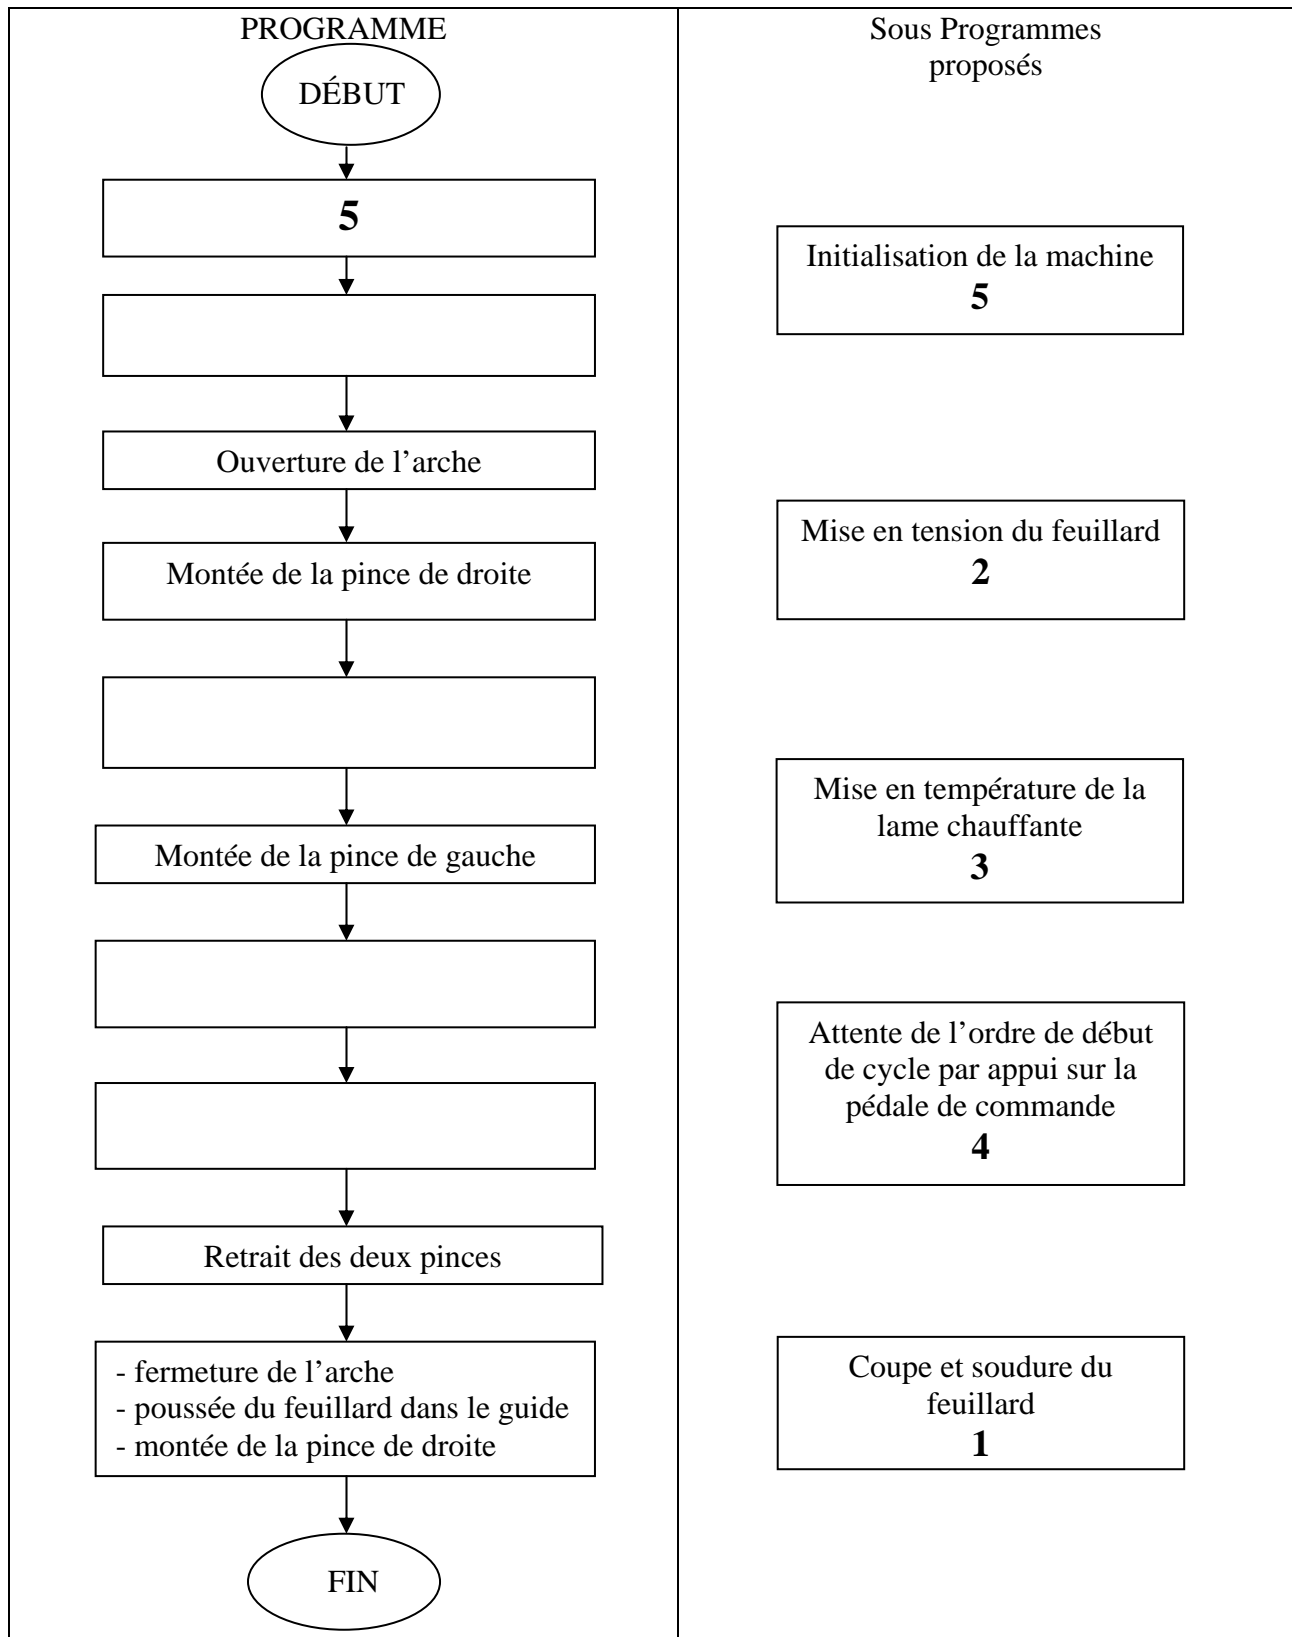 PROGRAMME
DÉBUT
5
Ouverture de l’arche
Montée de la pince de droite
Montée de la pince de gauche
Retrait des deux pinces
- fermeture de l’arche
- poussée du feuillard dans le guide
- montée de la pince de droite
FIN
Sous Programmes
proposés
Initialisation de la machine
5
Mise en tension du feuillard
2
Mise en température de la
lame chauffante
3
Attente de l’ordre de début
de cycle par appui sur la
pédale de commande
4
Coupe et soudure du
feuillard
1